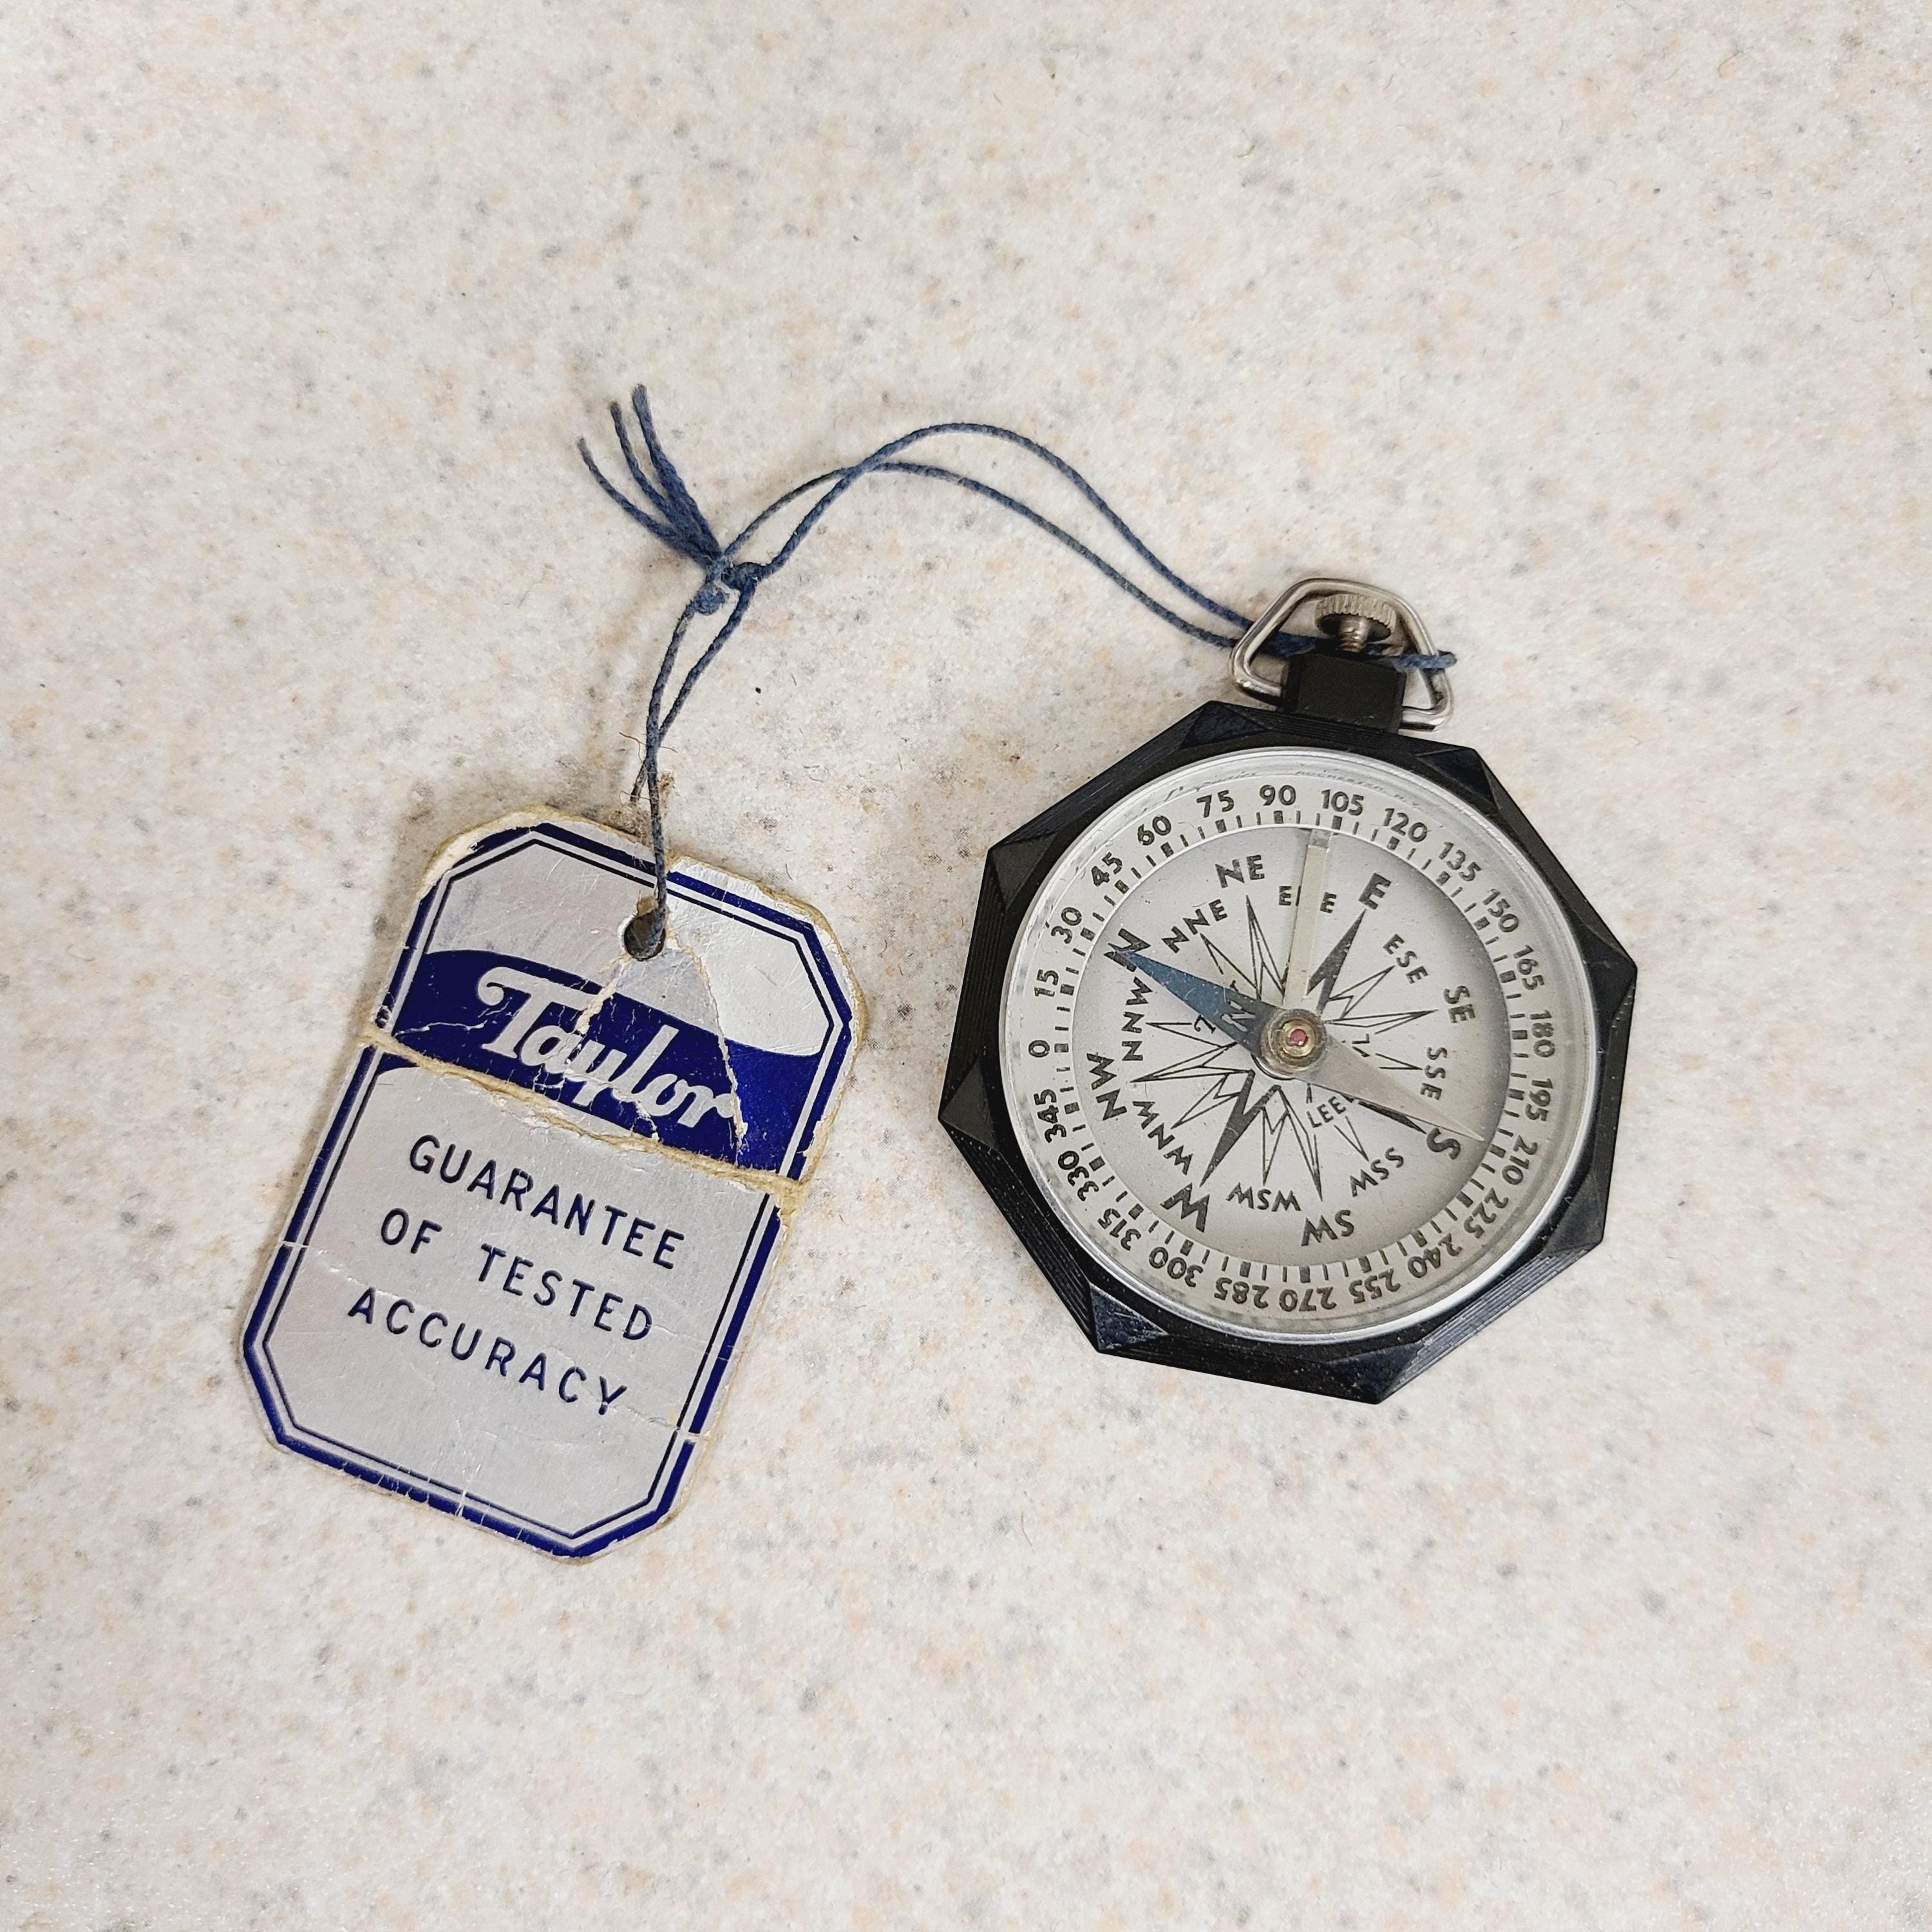 Taylor
GUARANTEE
OF TESTED
ACCURACY
0 15 30 45 60 75 90 105 120 135 150 165 180 195 210 225 240 255 270 285 300 315 330 345
N NNE NE E ESE SE SSE S SSW SW WSW W WNW NW NNW